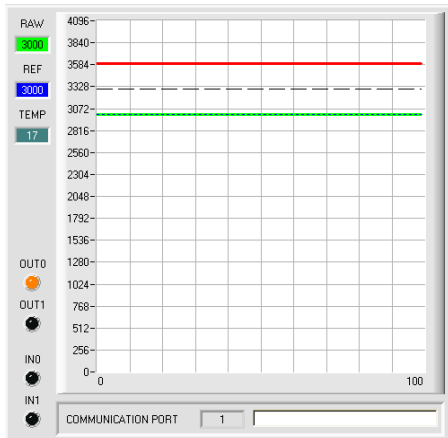 RAW
3000
REF
3000
TEMP
17
OUT0
OUT1
IN0
IN1
4096
3840
3584
3328
3072
2816
2560
2304
2048
1792
1536
1280
1024
768
512
256
0
0 100
COMMUNICATION PORT 1